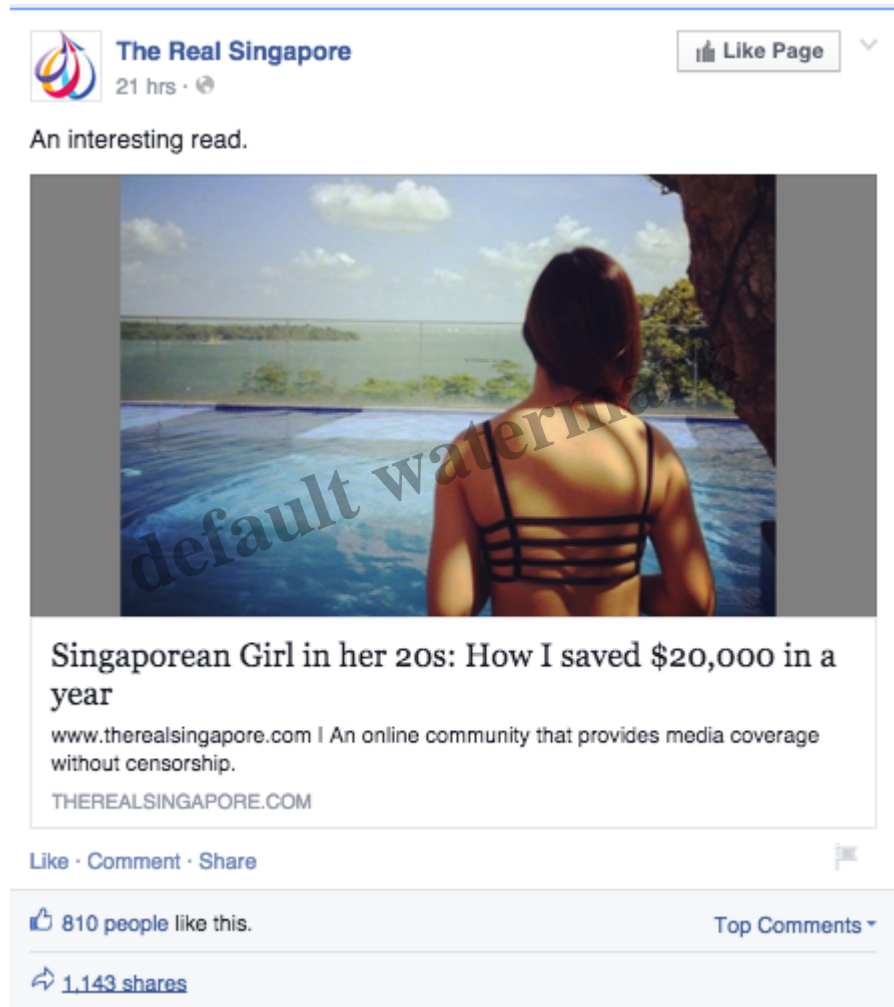 The Real Singapore
Like Page
21 hrs ·
An interesting read.
default watermark
Singaporean Girl in her 20s: How I saved $20,000 in a
year
www.therealsingapore.com | An online community that provides media coverage
without censorship.
THEREALSINGAPORE.COM
Like · Comment · Share
810 people like this.
Top Comments
1,143 shares